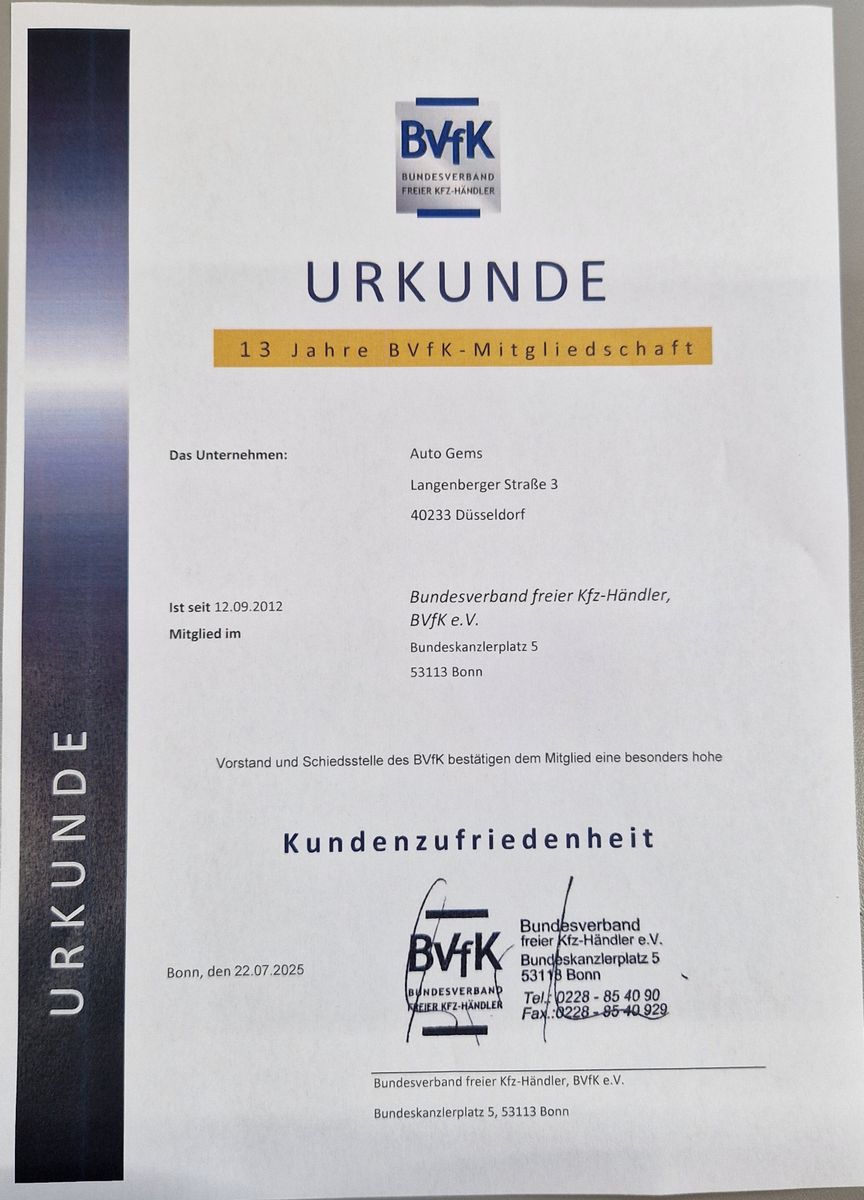 BVfK
BUNDESVERBAND
FREIER KFZ-HÄNDLER
URKUNDE
13 Jahre BVfK-Mitgliedschaft
Das Unternehmen:
Auto Gems
Langenberger Straße 3
40233 Düsseldorf
Ist seit 12.09.2012
Mitglied im
Bundesverband freier Kfz-Händler,
BVfK e.V.
Bundeskanzlerplatz 5
53113 Bonn
Vorstand und Schiedsstelle des BVfK bestätigen dem Mitglied eine besonders hohe
Kundenzufriedenheit
Bonn, den 22.07.2025
BVfK
BUNDESVERBAND
FREIER KFZ-HÄNDLER
Bundesverband
freier Kfz-Händler e.V.
Bundeskanzlerplatz 5
53113 Bonn
Tel.: 0228 - 85 40 90
Fax.: 0228 - 85 40 929
Bundesverband freier Kfz-Händler, BVfK e.V.
Bundeskanzlerplatz 5, 53113 Bonn
URKUNDE